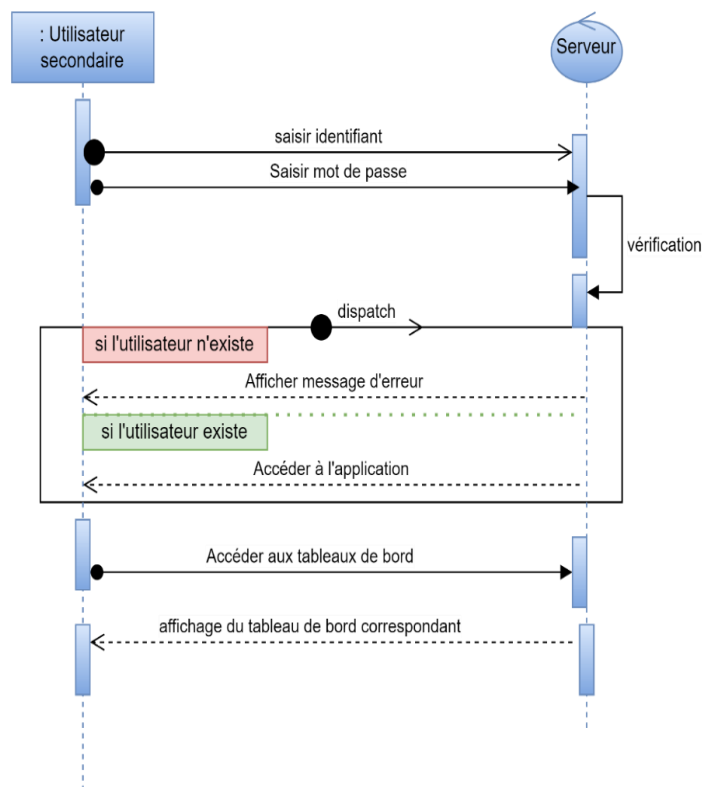 : Utilisateur
secondaire
Serveur
saisir identifiant
Saisir mot de passe
vérification
dispatch
si l'utilisateur n'existe
Afficher message d'erreur
si l'utilisateur existe
Accéder à l'application
Accéder aux tableaux de bord
affichage du tableau de bord correspondant